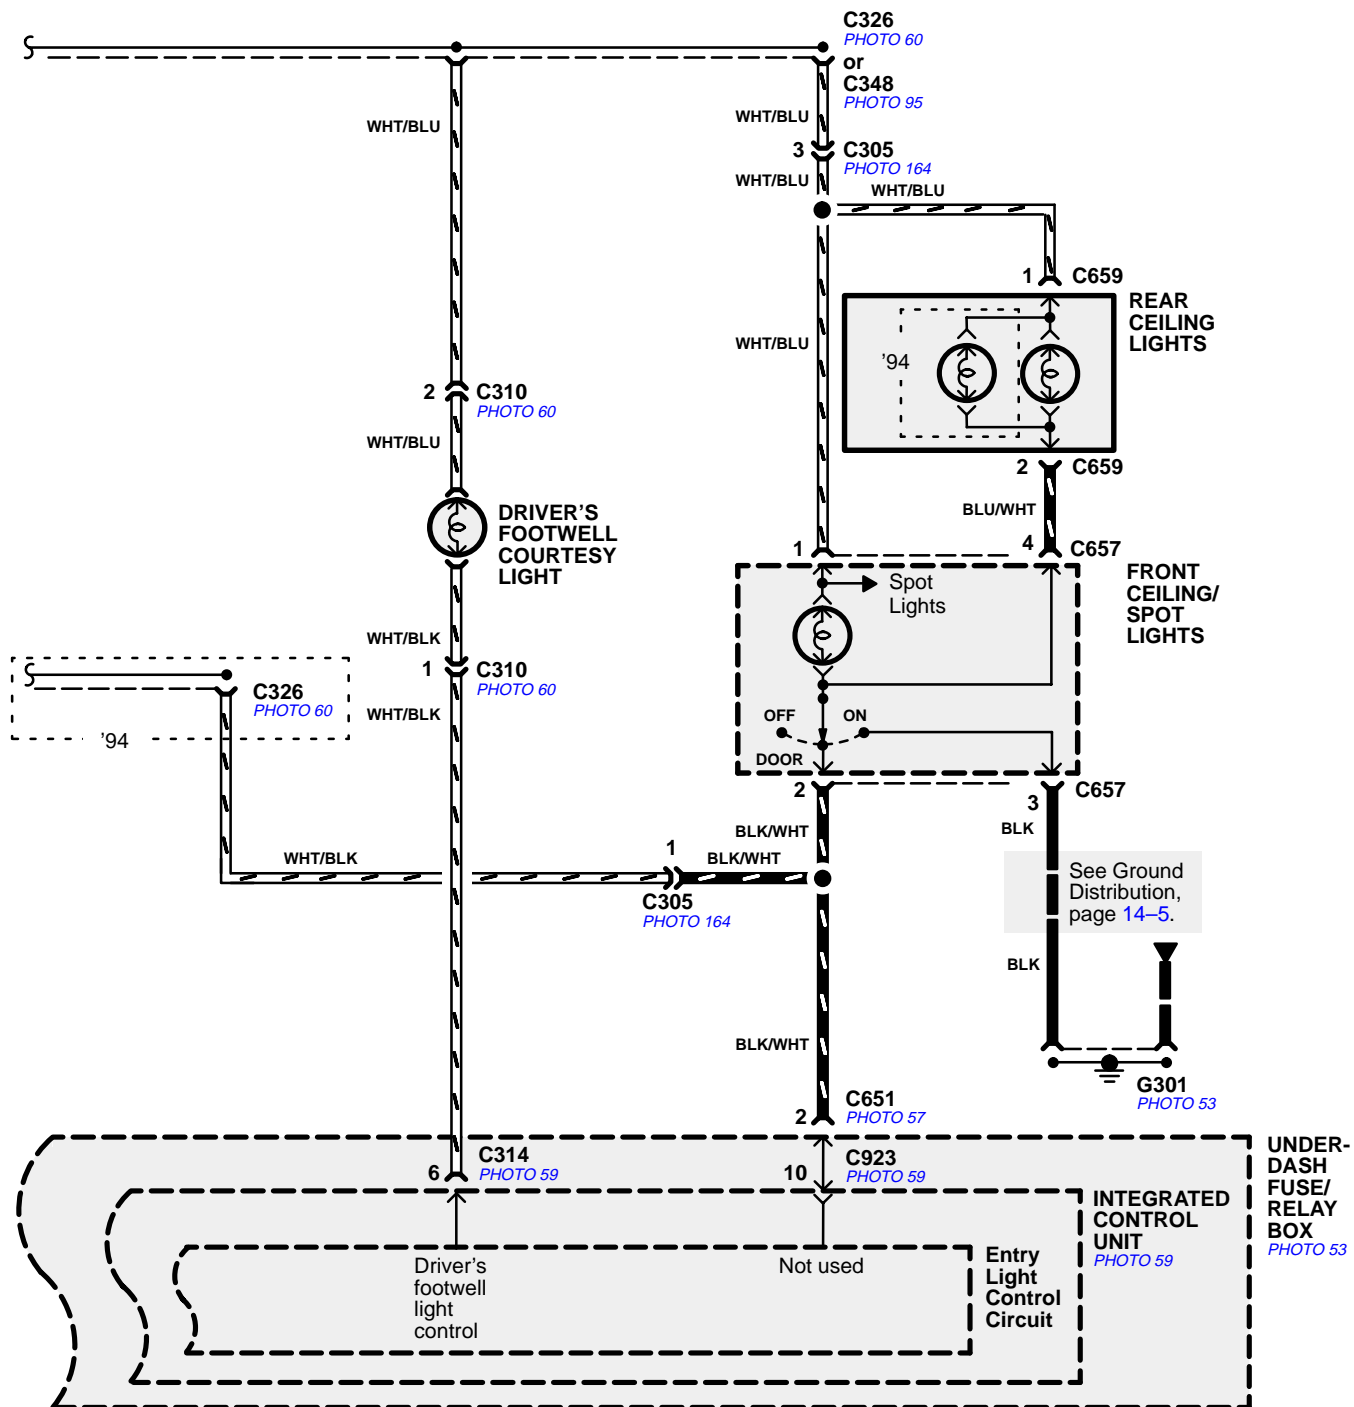 C326
PHOTO 60
or
C348
PHOTO 95
WHT/BLU
WHT/BLU
3 C305
PHOTO 164
WHT/BLU
WHT/BLU
1 C659
REAR
CEILING
LIGHTS
WHT/BLU
'94
2 C310
PHOTO 60
WHT/BLU
2 C659
BLU/WHT
DRIVER'S
FOOTWELL
COURTESY
LIGHT
1
4 C657
FRONT
CEILING/
SPOT
LIGHTS
Spot
Lights
WHT/BLK
1 C310
PHOTO 60
WHT/BLK
C326
PHOTO 60
'94
OFF
ON
DOOR
2
3
C657
BLK/WHT
BLK
WHT/BLK
1
BLK/WHT
C305
PHOTO 164
See Ground
Distribution,
page 14–5.
BLK
BLK/WHT
G301
PHOTO 53
2 C651
PHOTO 57
6 C314
PHOTO 59
10 C923
PHOTO 59
UNDER-
DASH
FUSE/
RELAY
BOX
PHOTO 53
INTEGRATED
CONTROL
UNIT
PHOTO 59
Driver's
footwell
light
control
Not used
Entry
Light
Control
Circuit